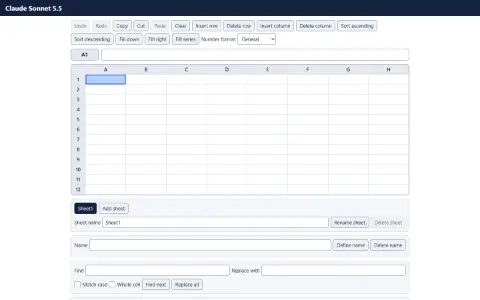 Claude Sonnet 5.5
Undo Redo Copy Cut Paste Clear Insert row Delete row Insert column Delete column Sort ascending
Sort descending Fill down Fill right Fill series Number format General
A1
A B C D E F G H
1
2
3
4
5
6
7
8
9
10
11
12
Sheet1 Add sheet
Sheet name Sheet1 Rename sheet Delete sheet
Name Define name Delete name
Find Replace with
Match case Whole cell Find next Replace all